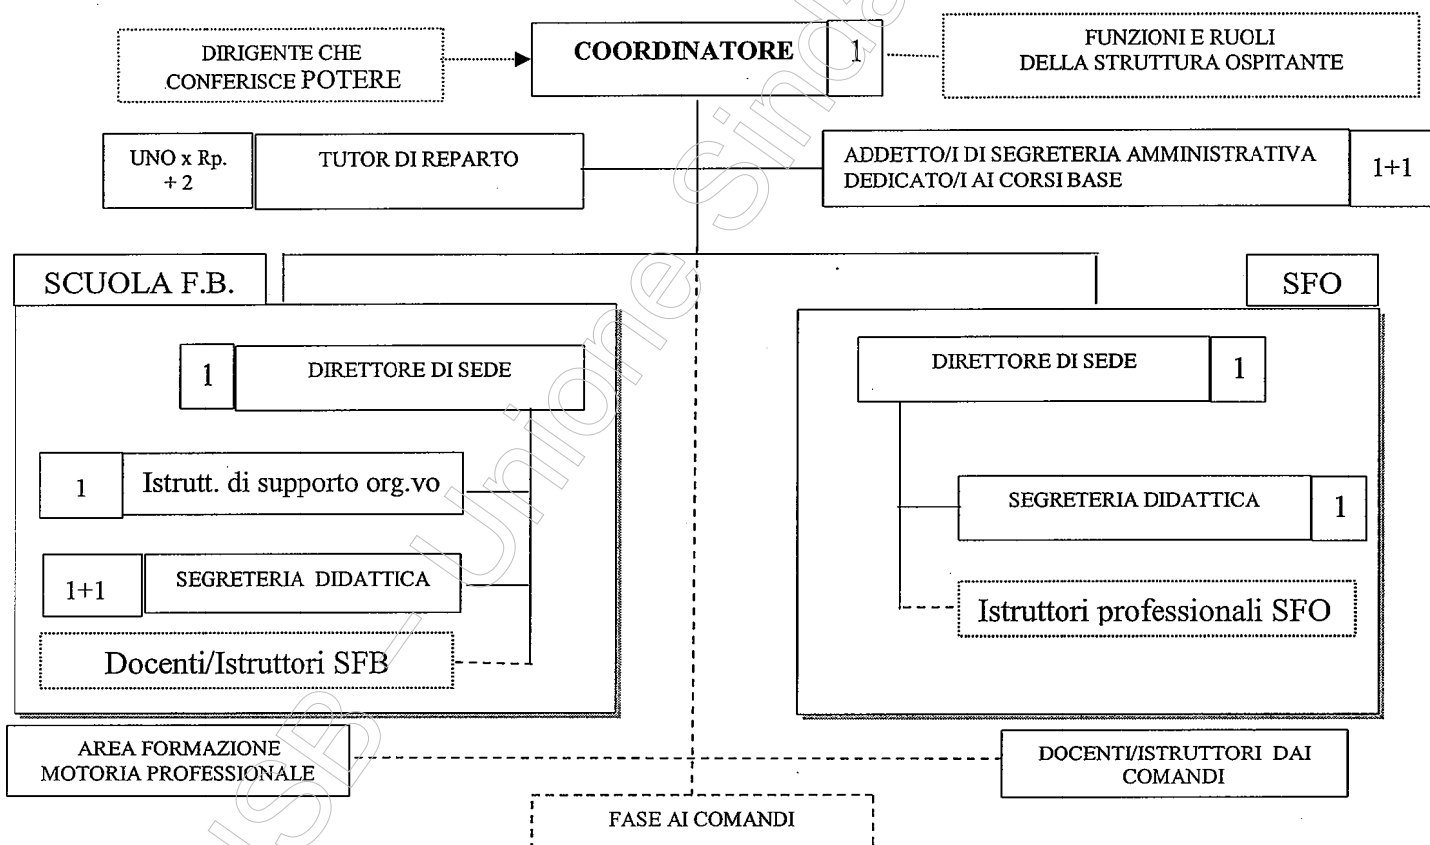 DIRIGENTE CHE
CONFERISCE POTERE
COORDINATORE
1
FUNZIONI E RUOLI
DELLA STRUTTURA OSPITANTE
UNO x Rp.
+ 2
TUTOR DI REPARTO
ADDETTO/I DI SEGRETERIA AMMINISTRATIVA
DEDICATO/I AI CORSI BASE
1+1
SCUOLA F.B.
SFO
1
DIRETTORE DI SEDE
DIRETTORE DI SEDE
1
1
Istrutt. di supporto org.vo
SEGRETERIA DIDATTICA
1
1+1
SEGRETERIA DIDATTICA
Istruttori professionali SFO
Docenti/Istruttori SFB
AREA FORMAZIONE
MOTORIA PROFESSIONALE
DOCENTI/ISTRUTTORI DAI
COMANDI
FASE AI COMANDI
USB – Unione Sinda